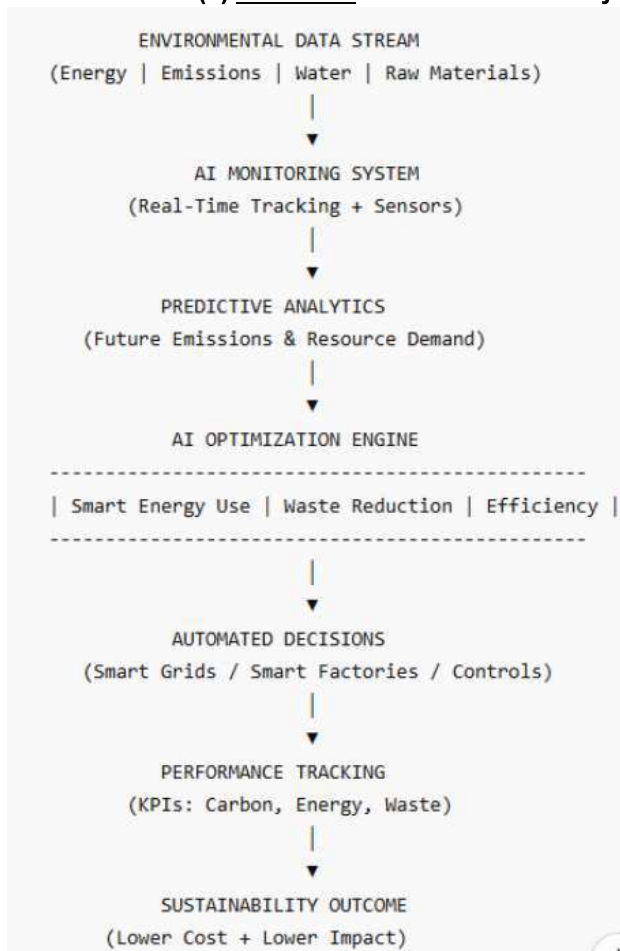 ENVIRONMENTAL DATA STREAM
(Energy | Emissions | Water | Raw Materials)
|
▼
AI MONITORING SYSTEM
(Real-Time Tracking + Sensors)
|
▼
PREDICTIVE ANALYTICS
(Future Emissions & Resource Demand)
|
▼
AI OPTIMIZATION ENGINE
------------------------------------------------
| Smart Energy Use | Waste Reduction | Efficiency |
------------------------------------------------
|
▼
AUTOMATED DECISIONS
(Smart Grids / Smart Factories / Controls)
|
▼
PERFORMANCE TRACKING
(KPIs: Carbon, Energy, Waste)
|
▼
SUSTAINABILITY OUTCOME
(Lower Cost + Lower Impact)